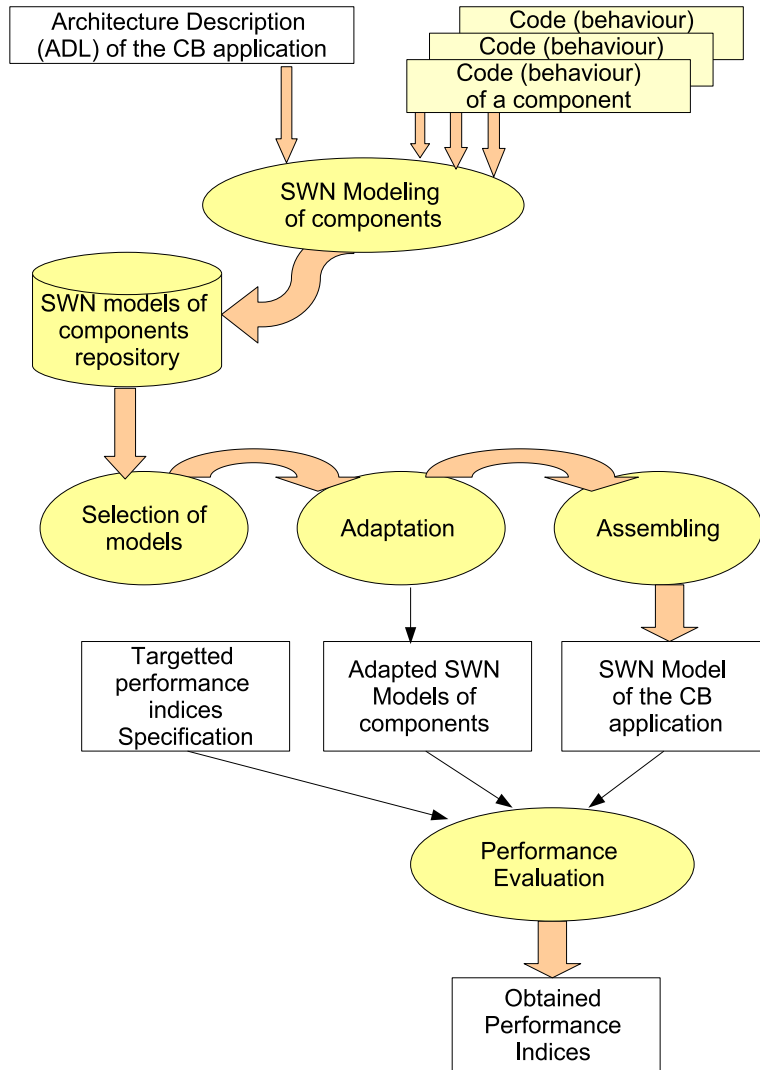 Architecture Description
(ADL) of the CB application
Code (behaviour)
Code (behaviour)
Code (behaviour)
of a component
SWN Modeling
of components
SWN models of
components
repository
Selection of
models
Adaptation
Assembling
Targetted
performance
indices
Specification
Adapted SWN
Models of
components
SWN Model
of the CB
application
Performance
Evaluation
Obtained
Performance
Indices